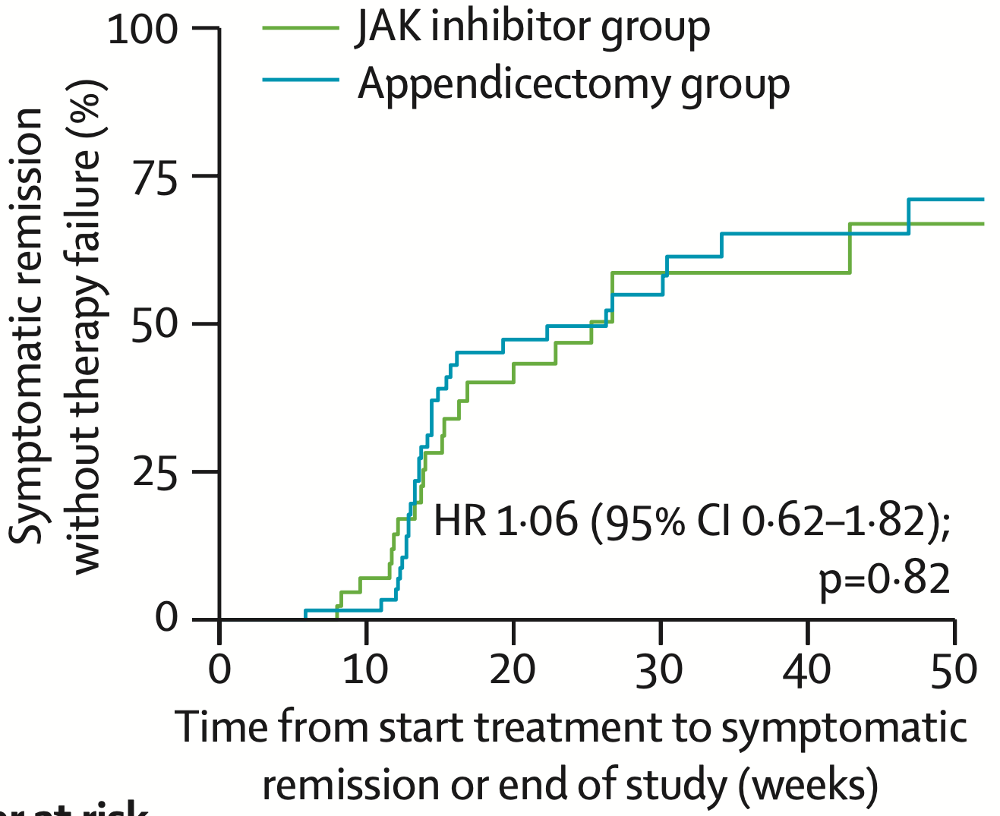 JAK inhibitor group
Appendicectomy group
Symptomatic remission
without therapy failure (%)
100
75
50
25
0
HR 1·06 (95% CI 0·62–1·82);
p=0·82
0 10 20 30 40 50
Time from start treatment to symptomatic
remission or end of study (weeks)
at risk